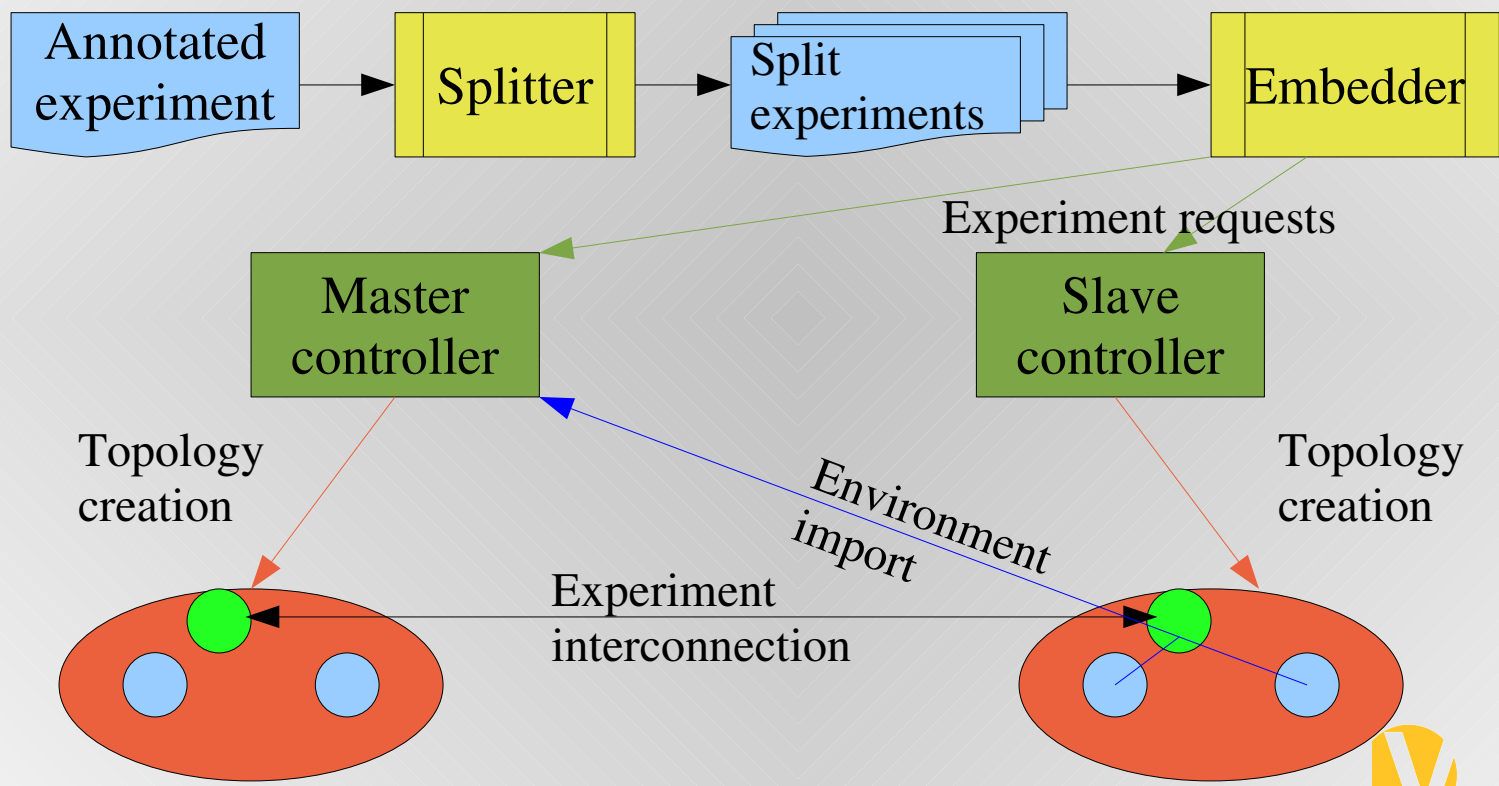 Annotated
experiment
Splitter
Split
experiments
Embedder
Experiment requests
Master
controller
Slave
controller
Topology
creation
Environment
import
Topology
creation
Experiment
interconnection